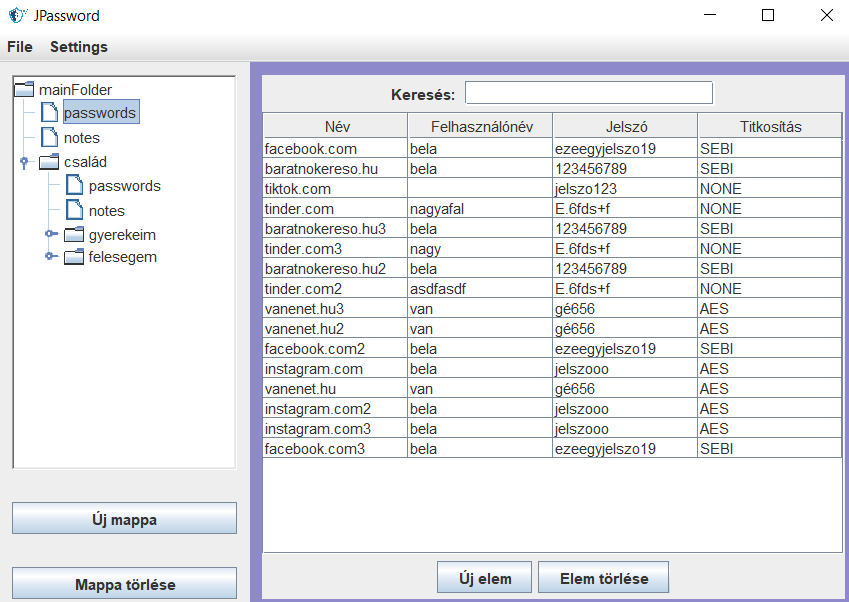 JPassword
File Settings
mainFolder
passwords
notes
család
passwords
notes
gyerekeim
felesegem
Új mappa
Mappa törlése
Keresés:
Név Felhasználónév Jelszó Titkosítás
facebook.com bela ezeegyjelszo19 SEBI
baratnokereso.hu bela 123456789 SEBI
tiktok.com jelszo123 NONE
tinder.com nagyafal E.6fds+f NONE
baratnokereso.hu3 bela 123456789 SEBI
tinder.com3 nagy E.6fds+f NONE
baratnokereso.hu2 bela 123456789 SEBI
tinder.com2 asdfasdf E.6fds+f NONE
vanenet.hu3 van gé656 AES
vanenet.hu2 van gé656 AES
facebook.com2 bela ezeegyjelszo19 SEBI
instagram.com bela jelszooo AES
vanenet.hu van gé656 AES
instagram.com2 bela jelszooo AES
instagram.com3 bela jelszooo AES
facebook.com3 bela ezeegyjelszo19 SEBI
Új elem Elem törlése